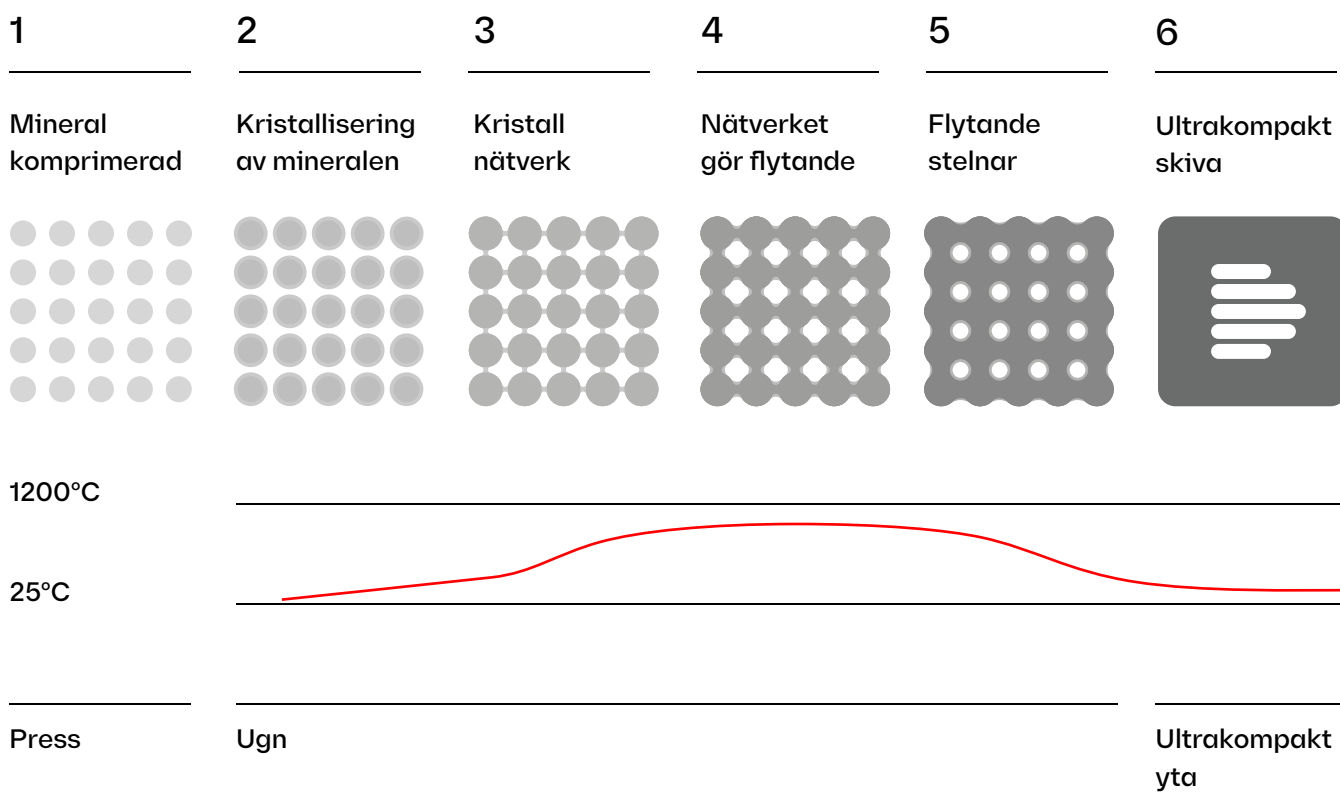 1
2
3
4
5
6
Mineral
komprimerad
Kristallisering
av mineralen
Kristall
nätverk
Nätverket
gör flytande
Flytande
stelnar
Ultrakompakt
skiva
1200°C
25°C
Press
Ugn
Ultrakompakt
yta